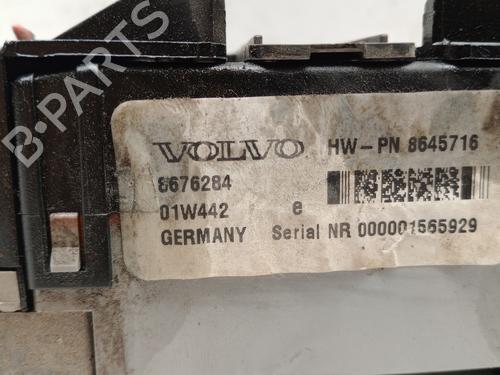 VOLVO HW-PN 8645716
8676284
01W442 e
GERMANY Serial NR 000001565929
B-PARTS